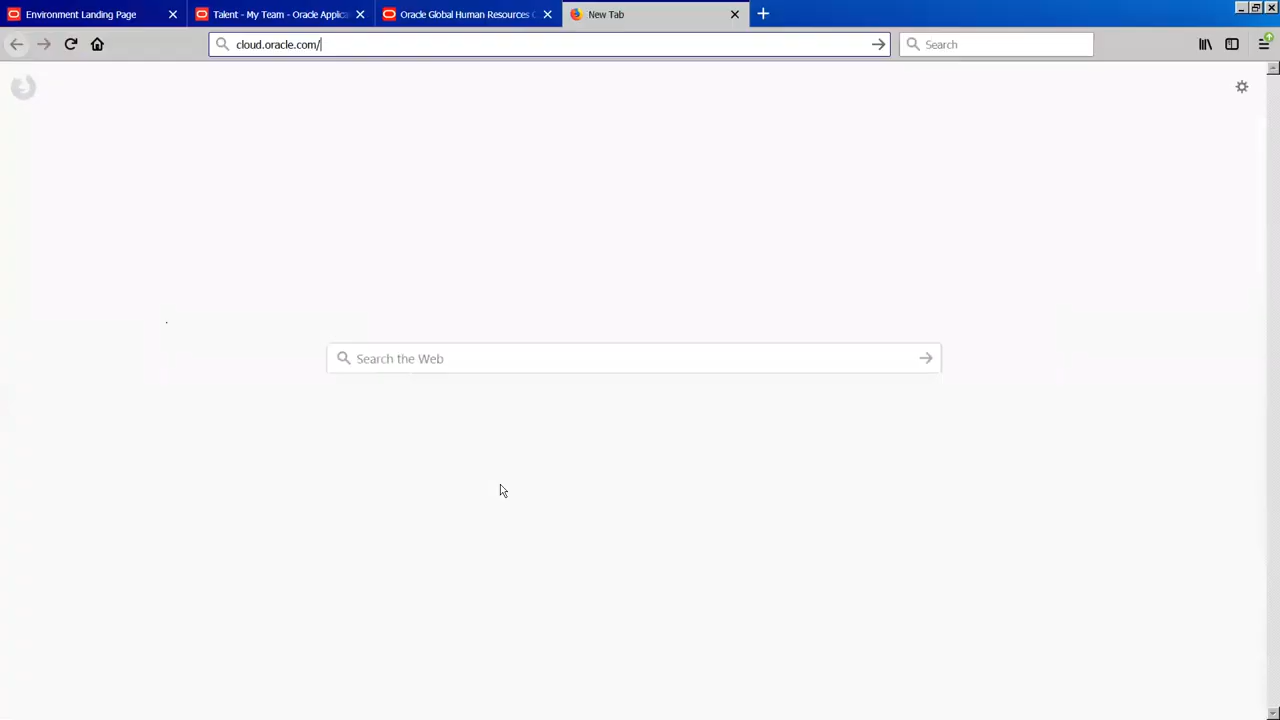 Environment Landing Page
Talent - My Team - Oracle Applic
Oracle Global Human Resources C
New Tab
cloud.oracle.com/
Search
Search the Web